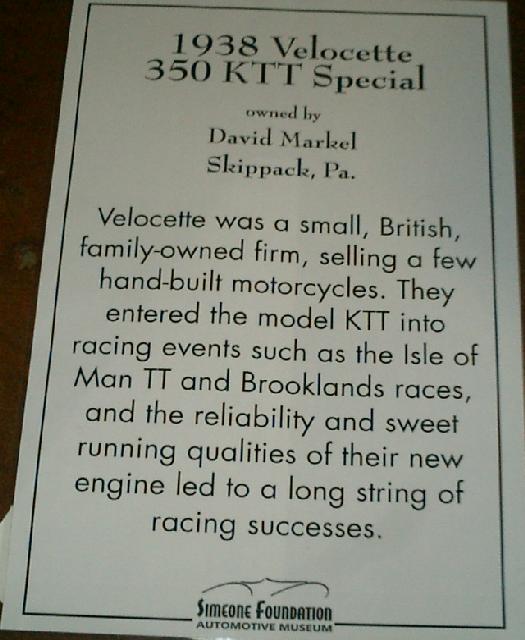 1938 Velocette
350 KTT Special
owned by
David Markel
Skippack, Pa.
Velocette was a small, British,
family-owned firm, selling a few
hand-built motorcycles. They
entered the model KTT into
racing events such as the Isle of
Man TT and Brooklands races,
and the reliability and sweet
running qualities of their new
engine led to a long string of
racing successes.
SIMEONE FOUNDATION
AUTOMOTIVE MUSEUM